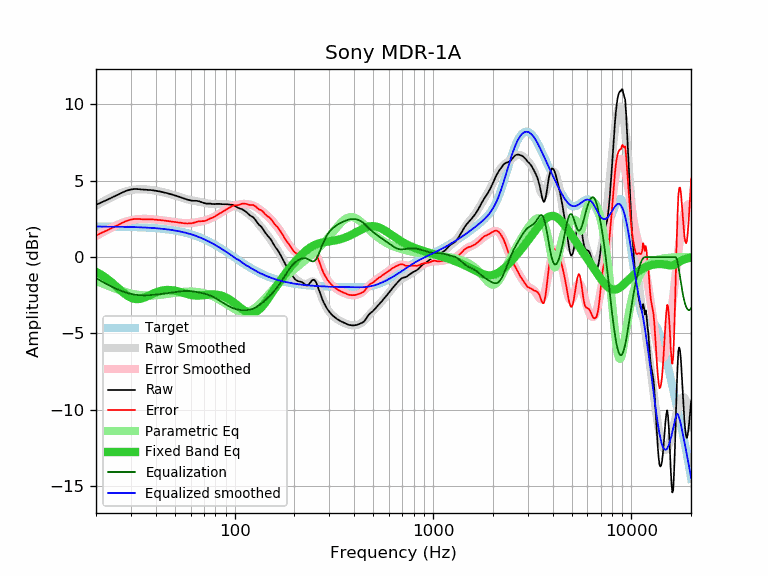 Sony MDR-1A
Amplitude (dBr)
10
5
0
−5
−10
−15
Target
Raw Smoothed
Error Smoothed
Raw
Error
Parametric Eq
Fixed Band Eq
Equalization
Equalized smoothed
100
1000
10000
Frequency (Hz)